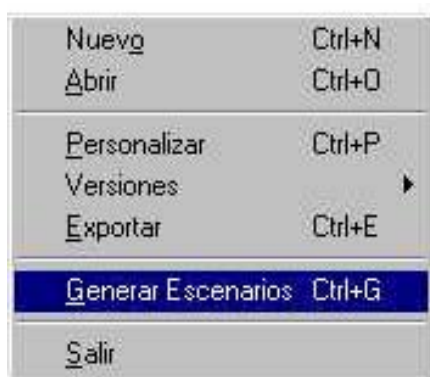 Nuevo Ctrl+N
Abrir Ctrl+O
Personalizar Ctrl+P
Versiones
Exportar Ctrl+E
Generar Escenarios Ctrl+G
Salir